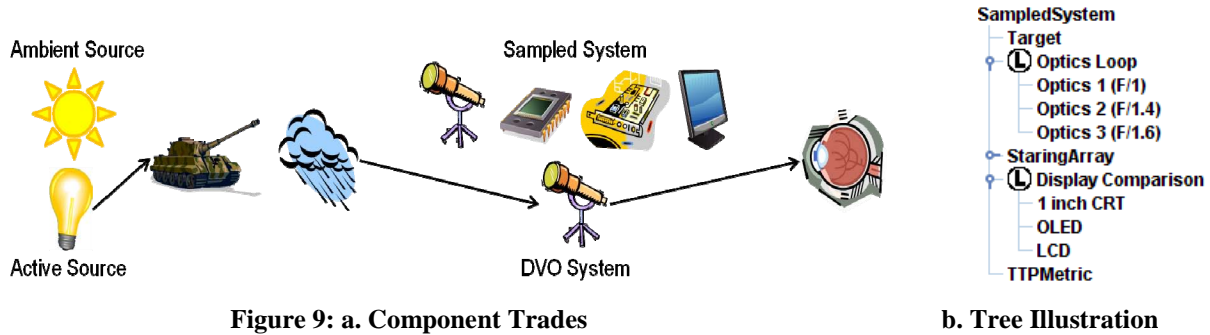 Ambient Source
Sampled System
Active Source
DVO System
SampledSystem
Target
L Optics Loop
Optics 1 (F/1)
Optics 2 (F/1.4)
Optics 3 (F/1.6)
StaringArray
L Display Comparison
1 inch CRT
OLED
LCD
TTPMetric
Figure 9: a. Component Trades
b. Tree Illustration